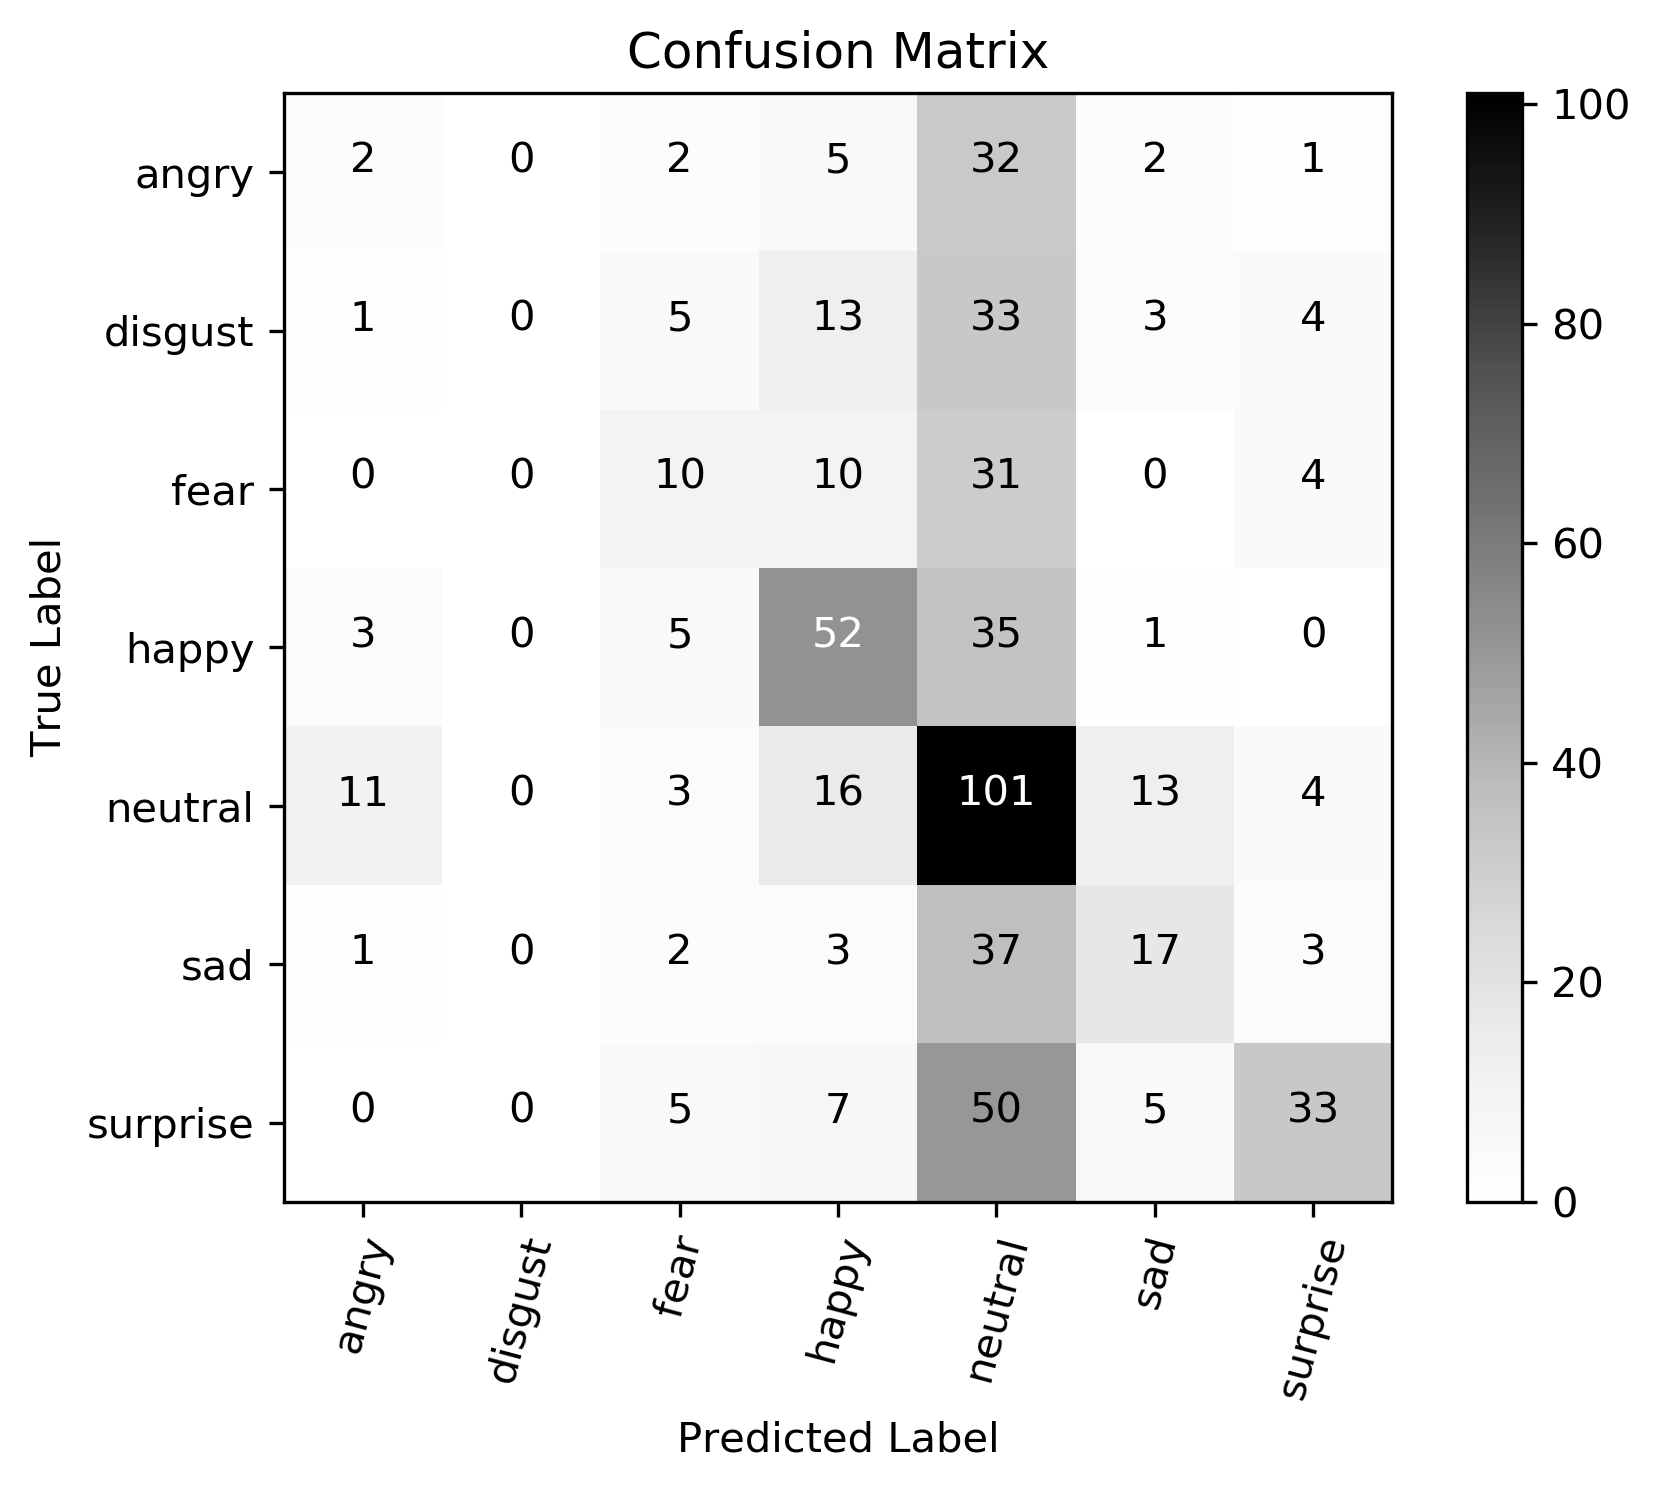 Confusion Matrix
angry 2 0 2 5 32 2 1
disgust 1 0 5 13 33 3 4
fear 0 0 10 10 31 0 4
happy 3 0 5 52 35 1 0
neutral 11 0 3 16 101 13 4
sad 1 0 2 3 37 17 3
surprise 0 0 5 7 50 5 33
angry disgust fear happy neutral sad surprise
Predicted Label
True Label
100
80
60
40
20
0